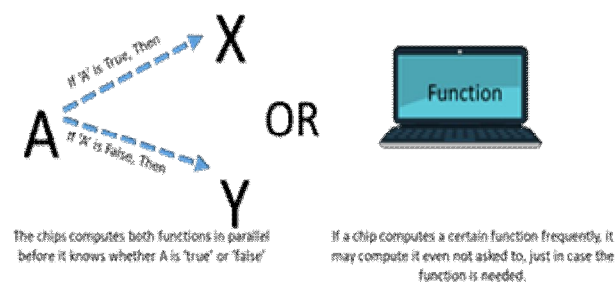 X
If 'A' is True, Then
A
If 'A' is False, Then
Y
OR
Function
The chips computes both functions in parallel
before it knows whether A is 'true' or 'false'
If a chip computes a certain function frequently, it
may compute it even not asked to, just in case the
function is needed.